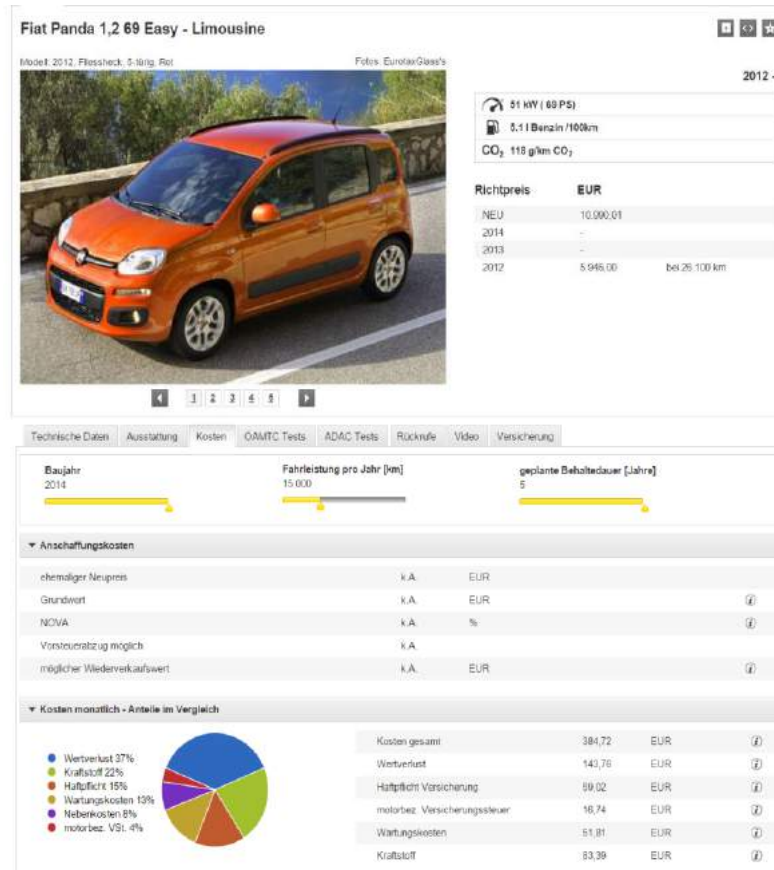 Fiat Panda 1,2 69 Easy - Limousine
Modell: 2012, Fliessheck, 5-türig, Rot
Fotos: EurotaxGlass's
2012 -
51 kW ( 69 PS)
5.1 l Benzin /100km
CO2 118 g/km CO2
Richtpreis EUR
NEU 10.990,01
2014 -
2013 -
2012 5.946,00 bei 26.100 km
1 2 3 4 5
Technische Daten Ausstattung Kosten ÖAMTC Tests ADAC Tests Rückrufe Video Versicherung
Baujahr Fahrleistung pro Jahr [km] geplante Behaltedauer [Jahre]
2014 15.000 5
Anschaffungskosten
ehemaliger Neupreis k.A. EUR
Grundwert k.A. EUR
NOVA k.A. %
Vorsteuerabzug möglich k.A.
möglicher Wiederverkaufswert k.A. EUR
Kosten monatlich - Anteile im Vergleich
Wertverlust 37%
Kraftstoff 22%
Haftpflicht 15%
Wartungskosten 13%
Nebenkosten 8%
motorbez. VSt. 4%
Kosten gesamt 384,72 EUR
Wertverlust 143,76 EUR
Haftpflicht Versicherung 59,02 EUR
motorbez. Versicherungssteuer 16,74 EUR
Wartungskosten 51,81 EUR
Kraftstoff 83,39 EUR